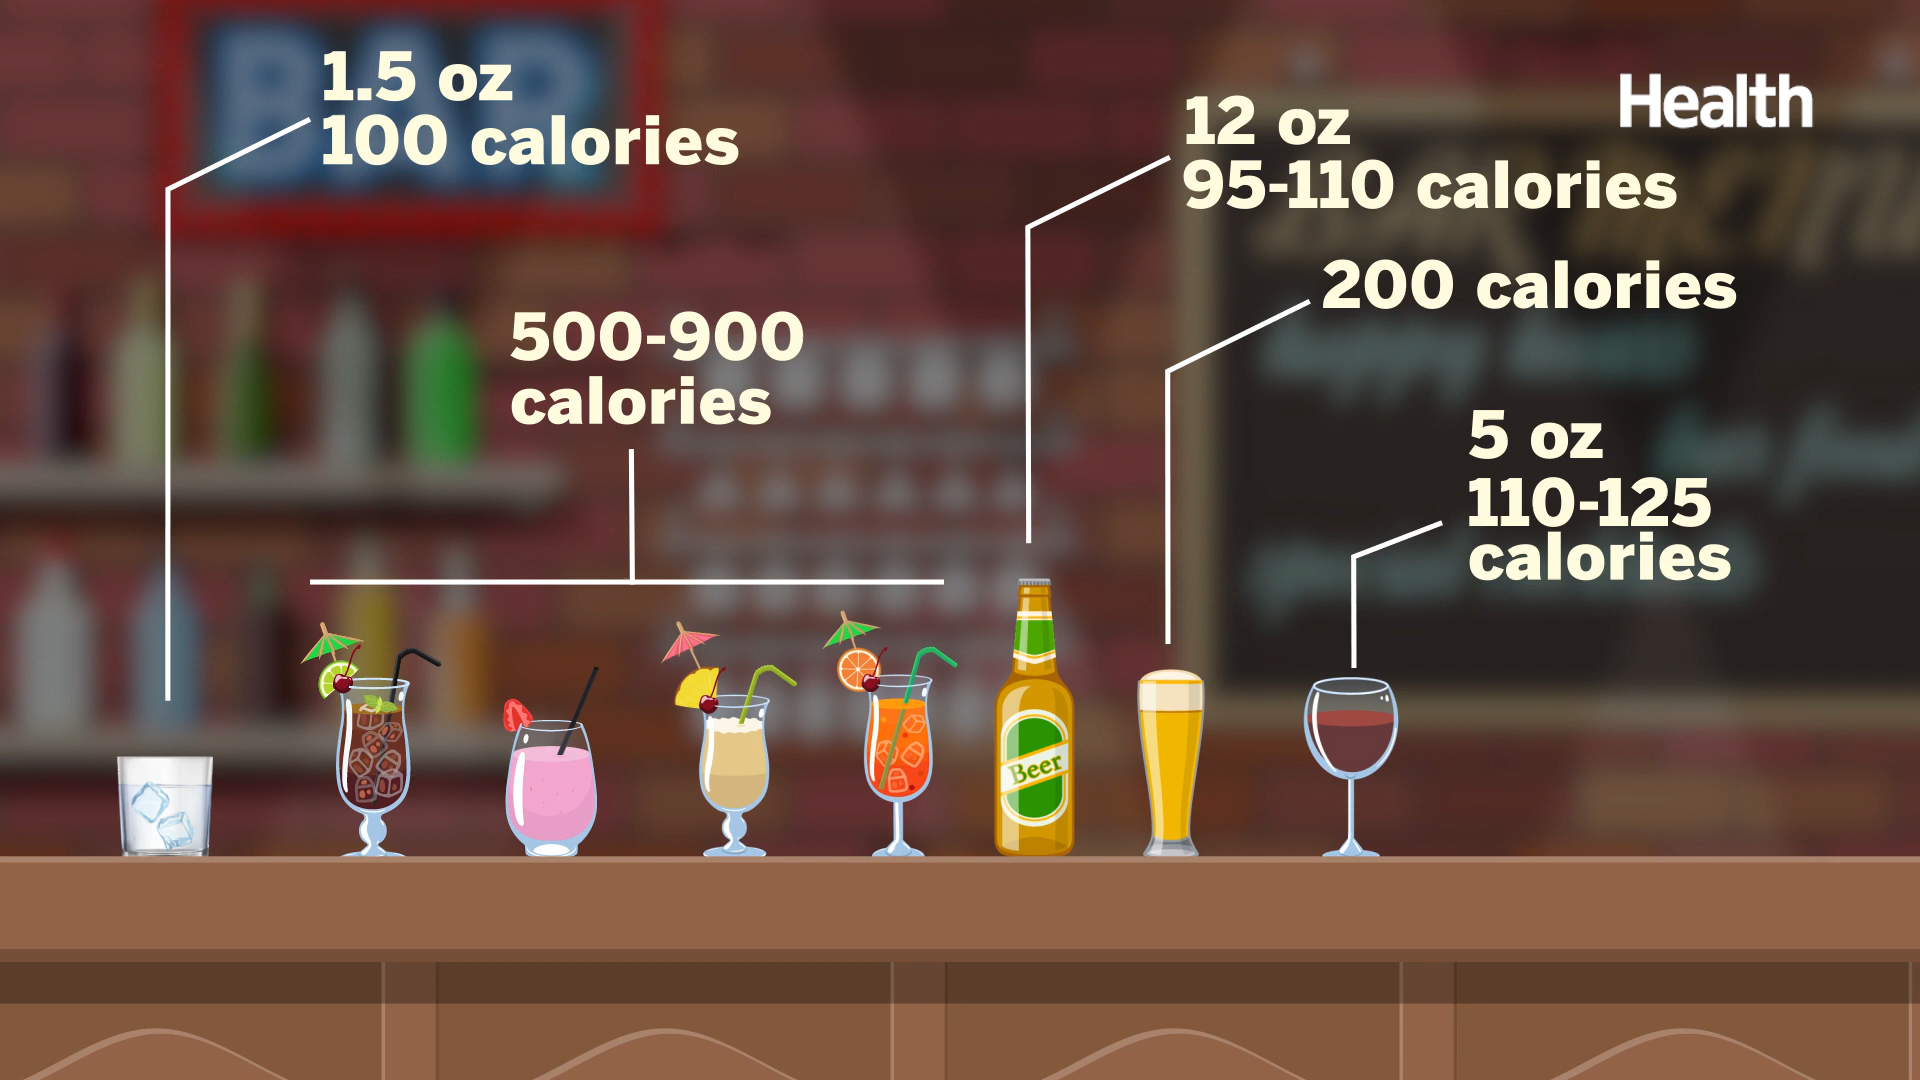 BAR
1.5 oz
100 calories
500-900
calories
12 oz
95-110 calories
Health
200 calories
5 oz
110-125
calories
Beer